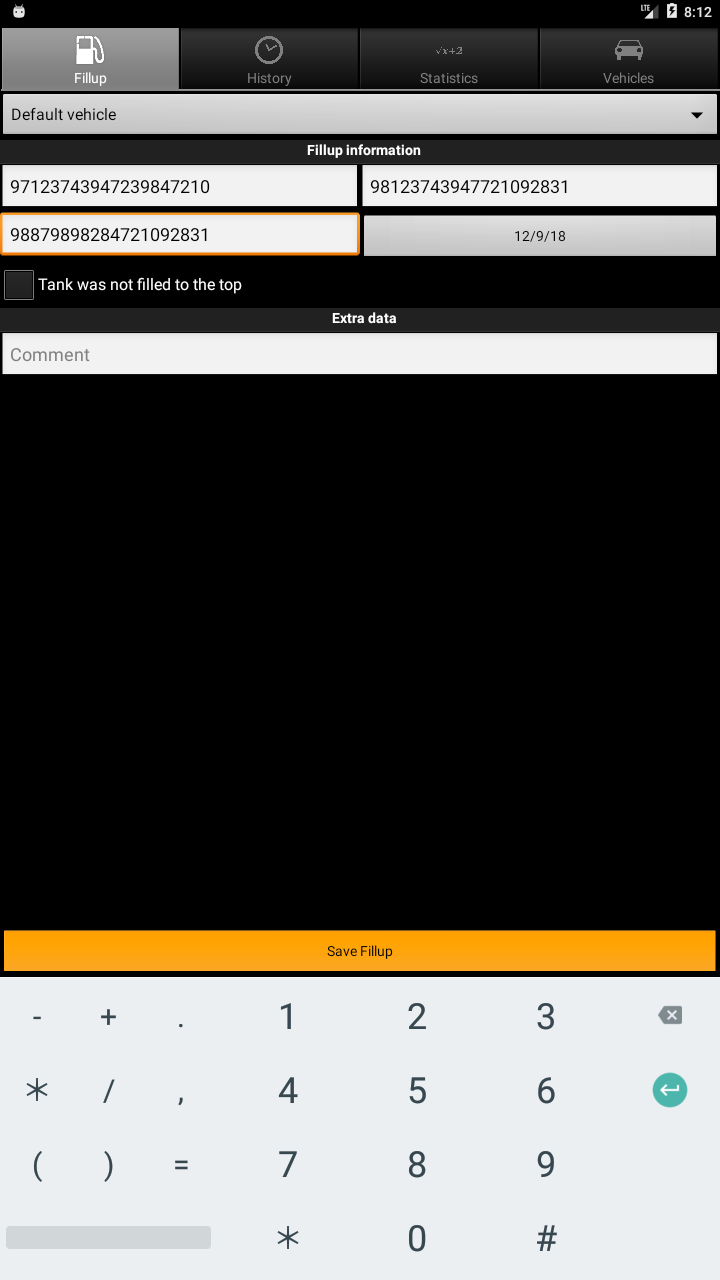 LTE 8:12
√x+2
Fillup History Statistics Vehicles
Default vehicle
Fillup information
97123743947239847210 98123743947721092831
98879898284721092831 12/9/18
Tank was not filled to the top
Extra data
Comment
Save Fillup
- + . 1 2 3
* / , 4 5 6
( ) = 7 8 9
* 0 #